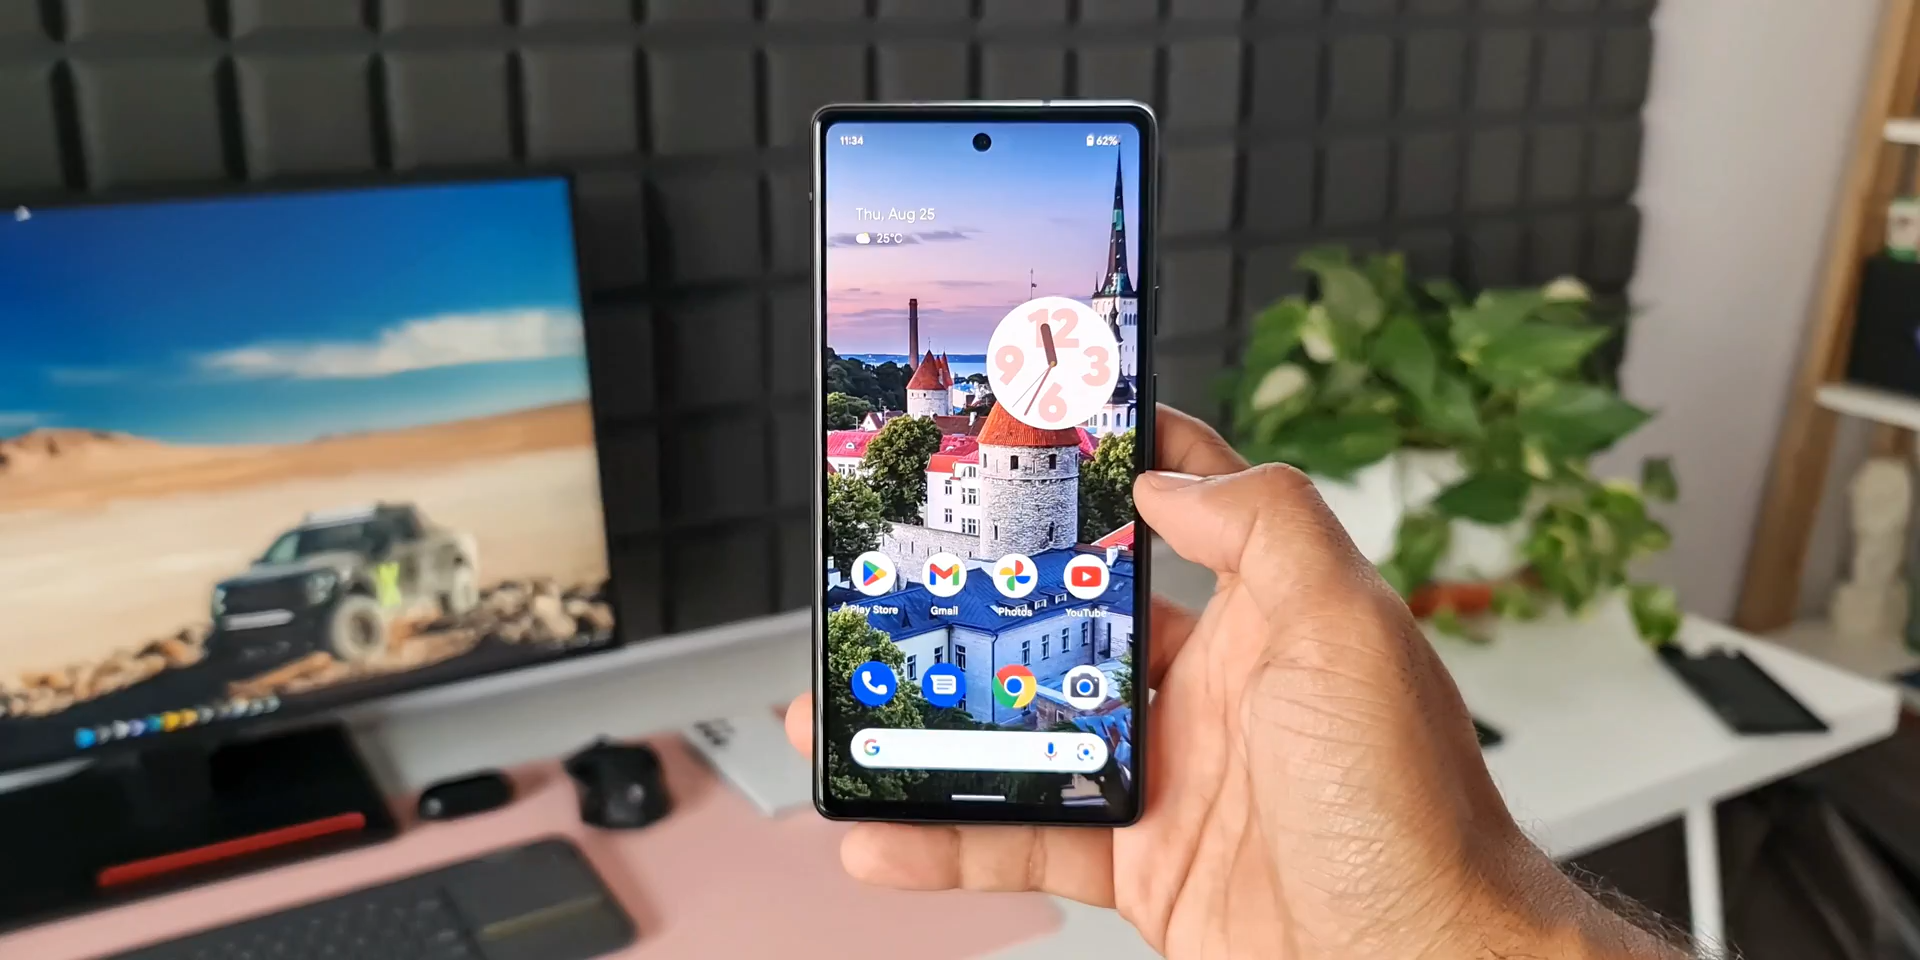 11:34
62%
Thu, Aug 25
25°C
12
9
3
6
Play Store
Gmail
Photos
YouTube
G